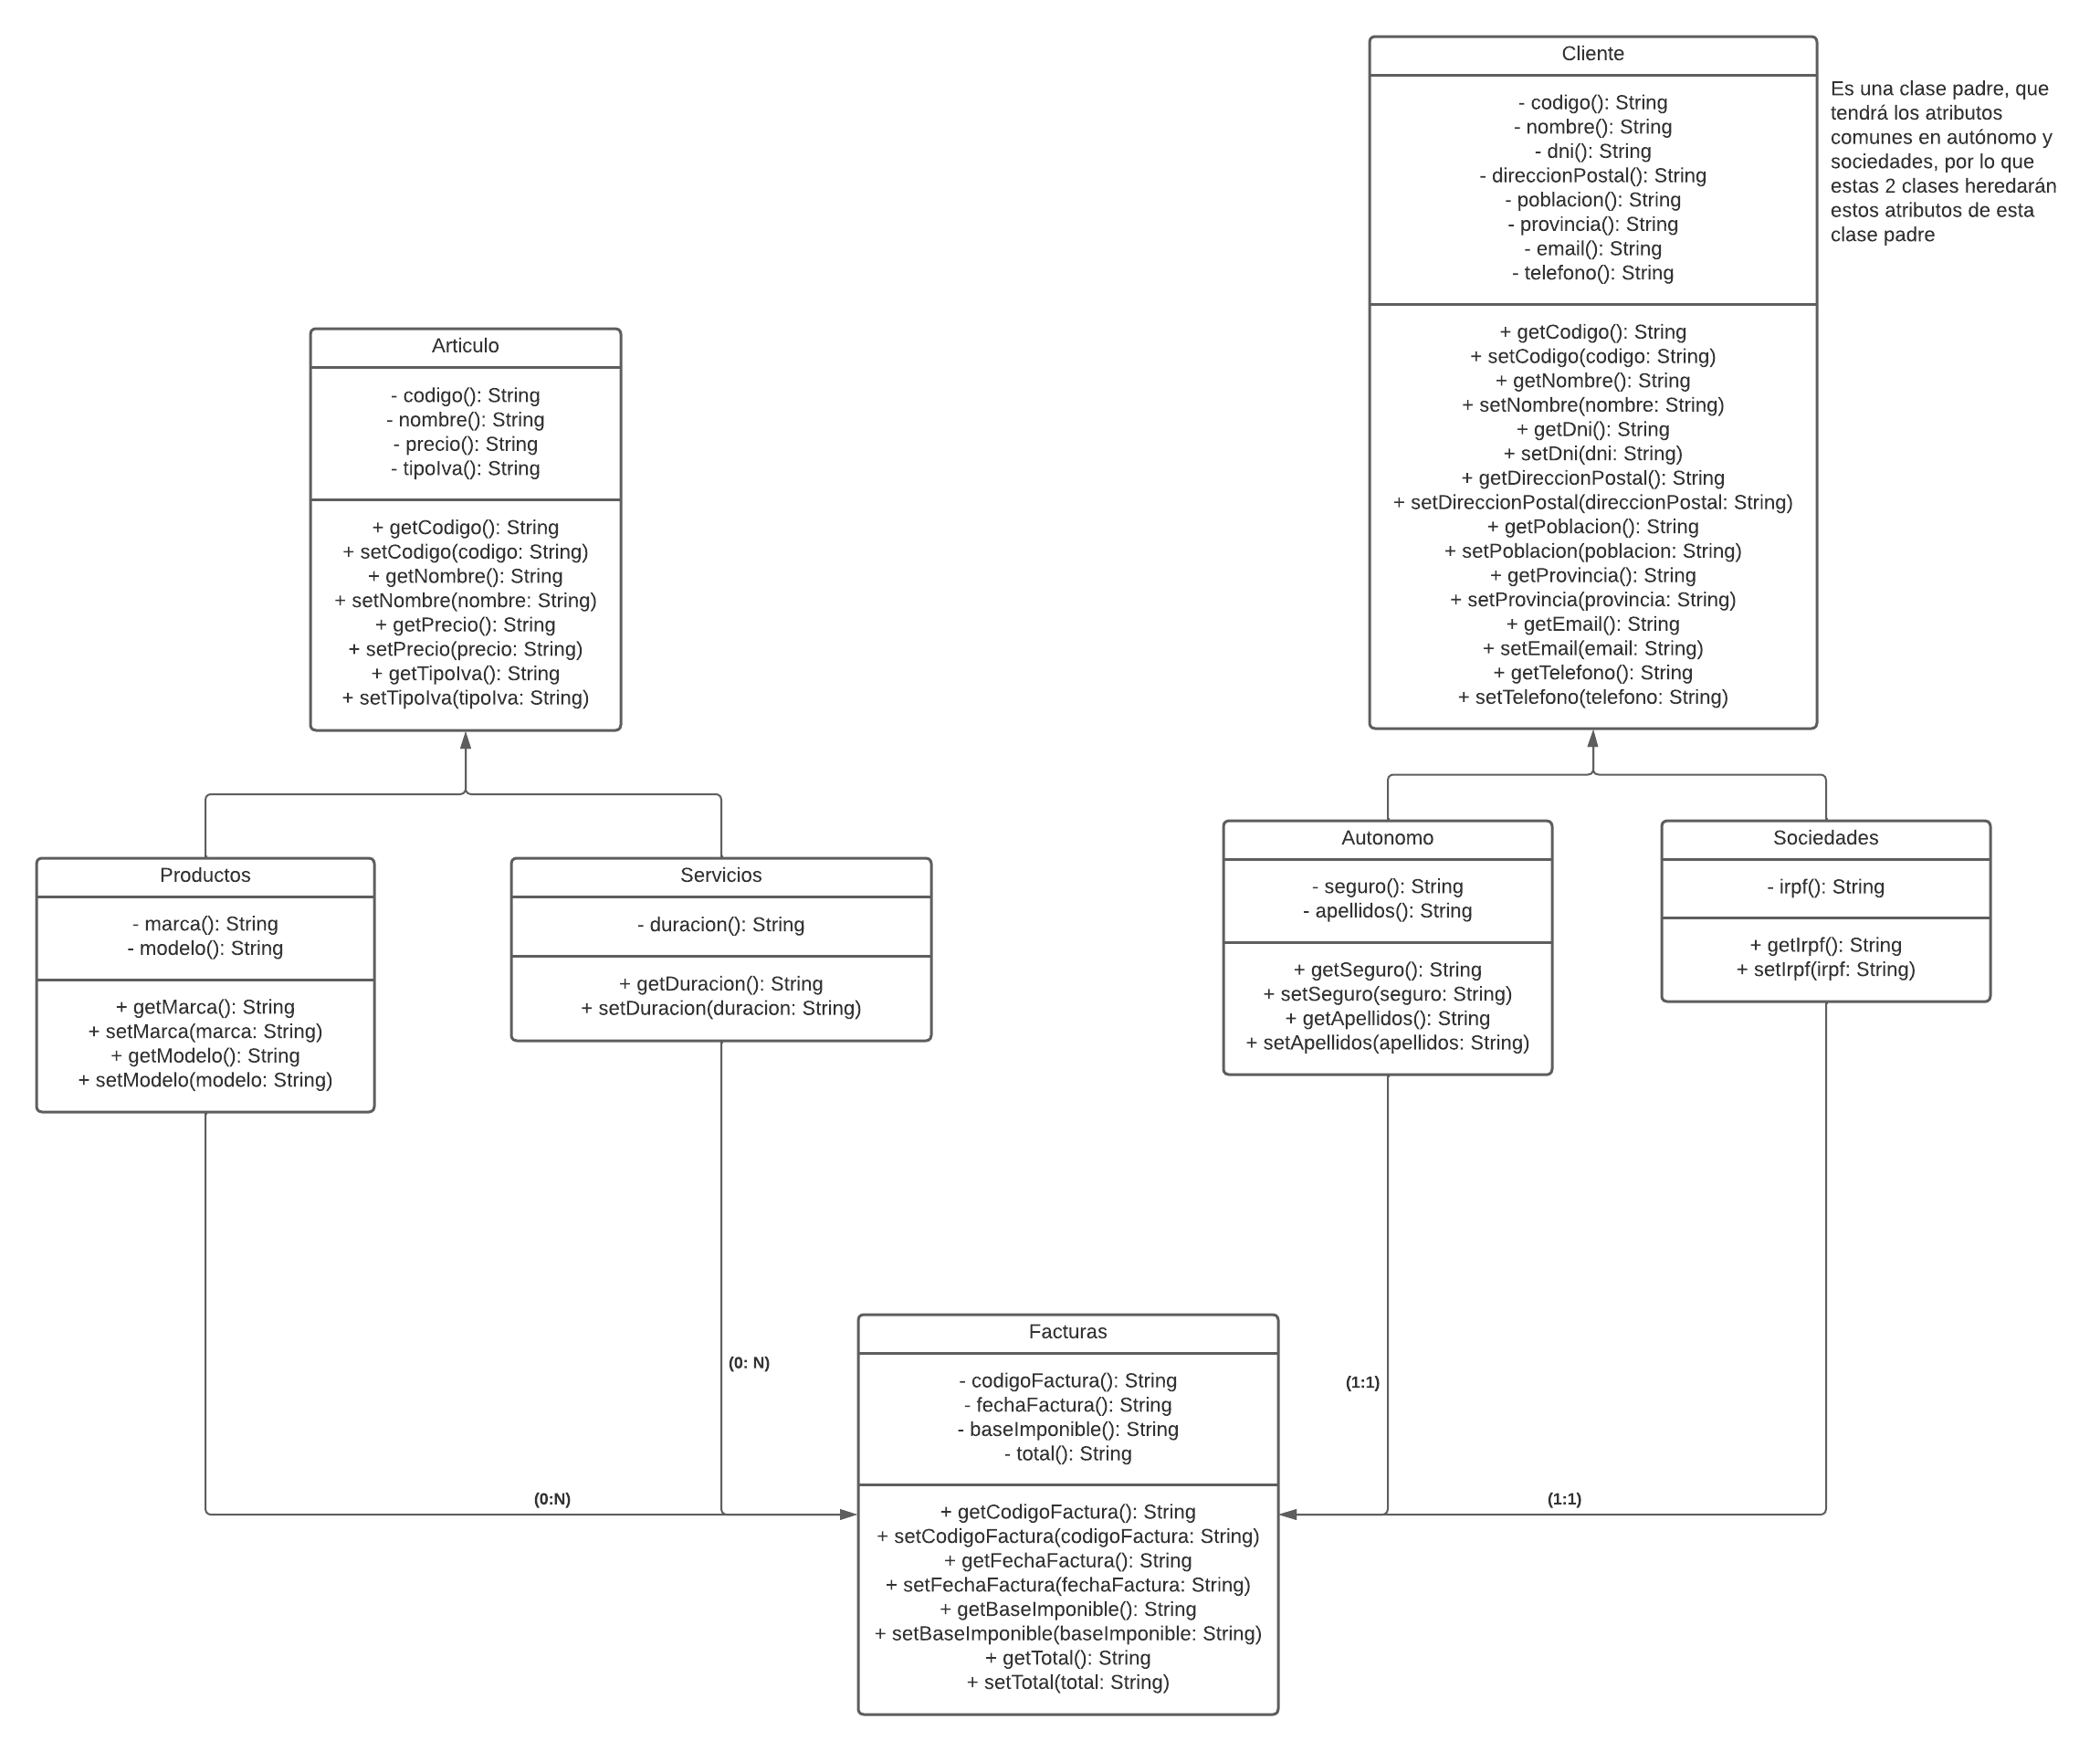 Cliente
- codigo(): String
- nombre(): String
- dni(): String
- direccionPostal(): String
- poblacion(): String
- provincia(): String
- email(): String
- telefono(): String
+ getCodigo(): String
+ setCodigo(codigo: String)
+ getNombre(): String
+ setNombre(nombre: String)
+ getDni(): String
+ setDni(dni: String)
+ getDireccionPostal(): String
+ setDireccionPostal(direccionPostal: String)
+ getPoblacion(): String
+ setPoblacion(poblacion: String)
+ getProvincia(): String
+ setProvincia(provincia: String)
+ getEmail(): String
+ setEmail(email: String)
+ getTelefono(): String
+ setTelefono(telefono: String)
Es una clase padre, que
tendrá los atributos
comunes en autónomo y
sociedades, por lo que
estas 2 clases heredarán
estos atributos de esta
clase padre
Articulo
- codigo(): String
- nombre(): String
- precio(): String
- tipoIva(): String
+ getCodigo(): String
+ setCodigo(codigo: String)
+ getNombre(): String
+ setNombre(nombre: String)
+ getPrecio(): String
+ setPrecio(precio: String)
+ getTipoIva(): String
+ setTipoIva(tipoIva: String)
Productos
- marca(): String
- modelo(): String
+ getMarca(): String
+ setMarca(marca: String)
+ getModelo(): String
+ setModelo(modelo: String)
Servicios
- duracion(): String
+ getDuracion(): String
+ setDuracion(duracion: String)
Autonomo
- seguro(): String
- apellidos(): String
+ getSeguro(): String
+ setSeguro(seguro: String)
+ getApellidos(): String
+ setApellidos(apellidos: String)
Sociedades
- irpf(): String
+ getIrpf(): String
+ setIrpf(irpf: String)
(0: N)
(0:N)
(1:1)
(1:1)
Facturas
- codigoFactura(): String
- fechaFactura(): String
- baseImponible(): String
- total(): String
+ getCodigoFactura(): String
+ setCodigoFactura(codigoFactura: String)
+ getFechaFactura(): String
+ setFechaFactura(fechaFactura: String)
+ getBaseImponible(): String
+ setBaseImponible(baseImponible: String)
+ getTotal(): String
+ setTotal(total: String)